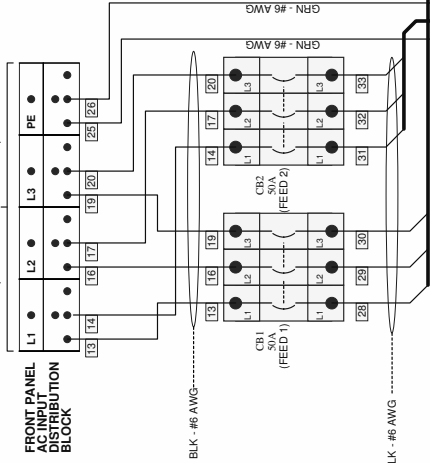 GRN - #6 AWG
GRN - #6 AWG
PE
L3
L2
L1
26
25
20
19
17
16
14
13
FRONT PANEL
AC INPUT
DISTRIBUTION
BLOCK
20
17
14
L3
L2
L1
L3
L2
L1
33
32
31
CB2
50A
(FEED 2)
19
16
13
L3
L2
L1
L3
L2
L1
30
29
28
CB1
50A
(FEED 1)
BLK - #6 AWG
LK - #6 AWG